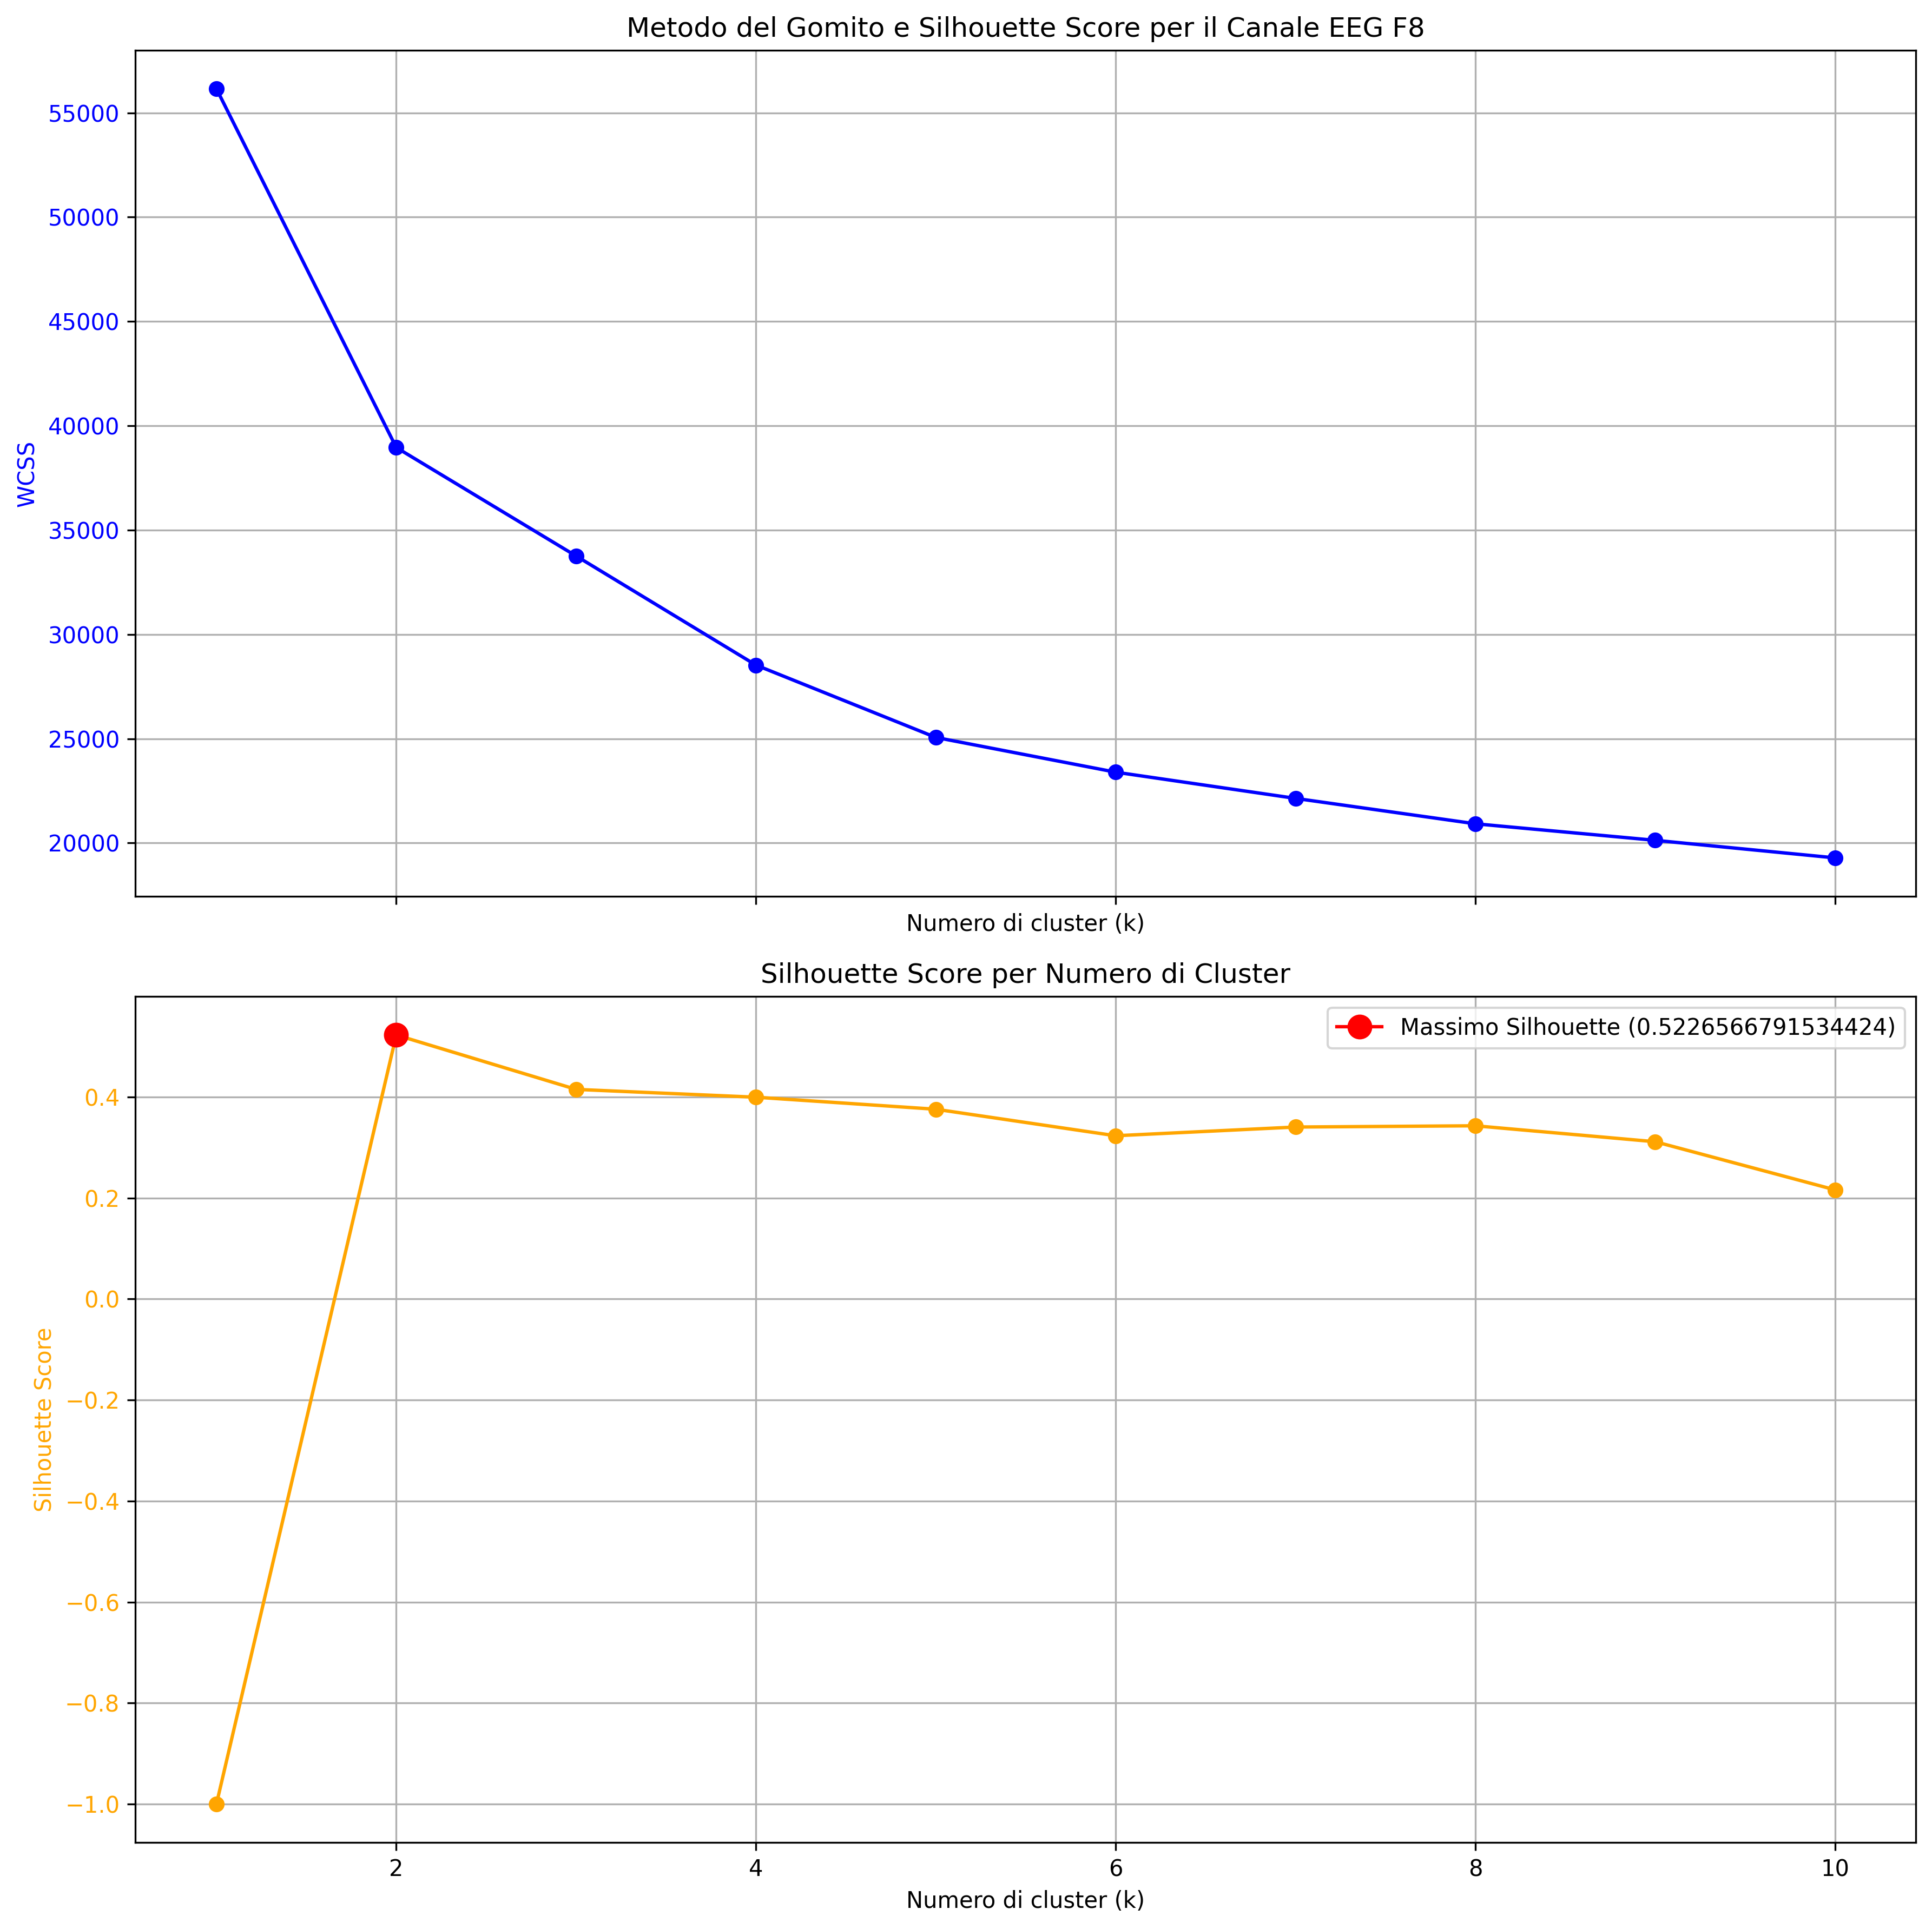 Metodo del Gomito e Silhouette Score per il Canale EEG F8
55000
50000
45000
40000
35000
30000
25000
20000
WCSS
Numero di cluster (k)
Silhouette Score per Numero di Cluster
Massimo Silhouette (0.5226566791534424)
0.4
0.2
0.0
−0.2
−0.4
−0.6
−0.8
−1.0
Silhouette Score
2 4 6 8 10
Numero di cluster (k)